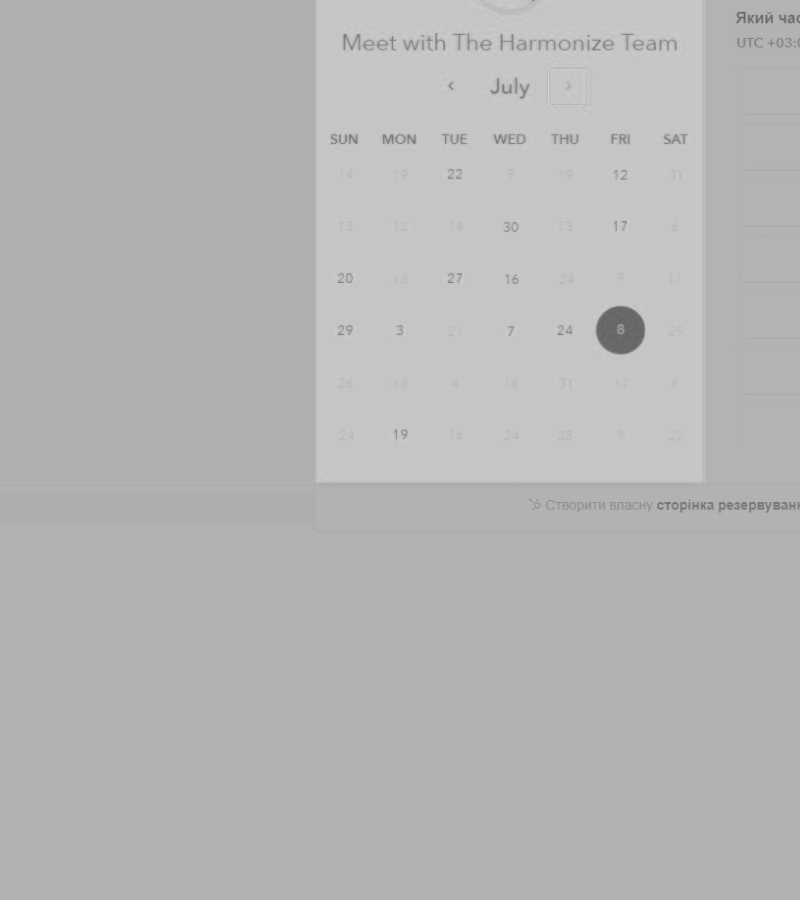 Який час
UTC +03:0
Meet with The Harmonize Team
July
SUN MON TUE WED THU FRI SAT
14 19 22 9 19 12 31
13 12 14 30 13 17 6
20 18 27 16 24 9 11
29 3 21 7 24 8 29
26 18 4 16 31 17 6
24 19 16 24 28 9 22
Створити власну сторінка резервуван